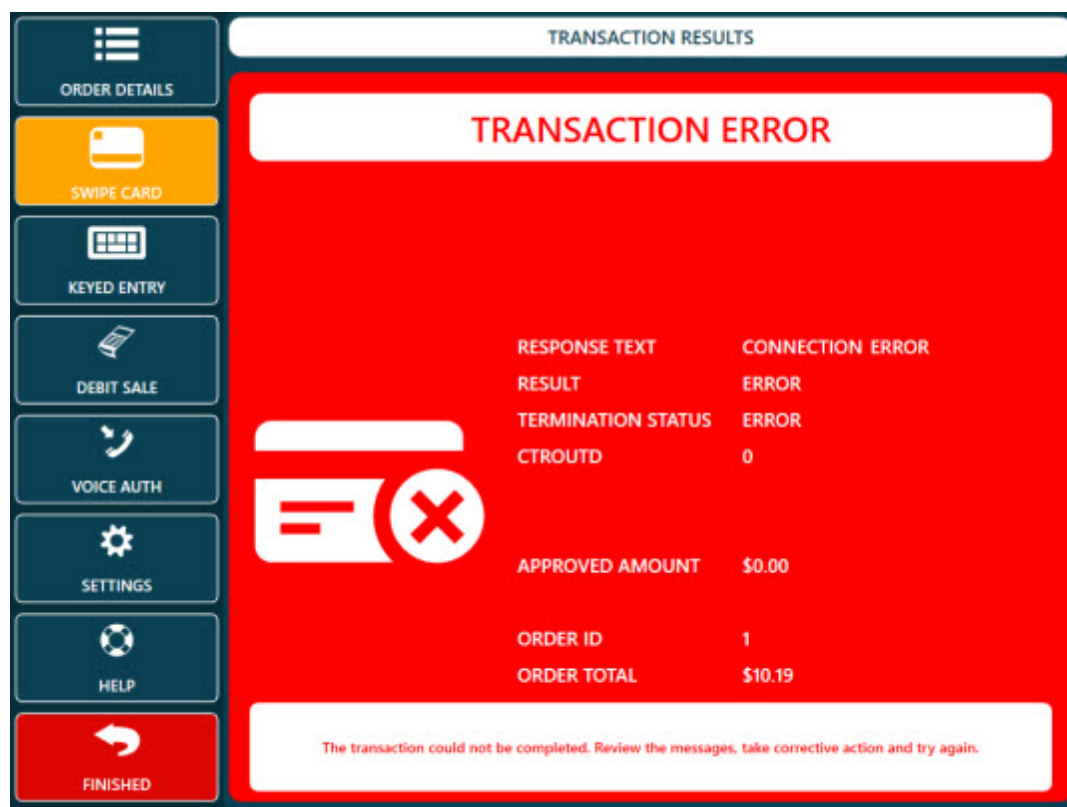 ORDER DETAILS
SWIPE CARD
KEYED ENTRY
DEBIT SALE
VOICE AUTH
SETTINGS
HELP
FINISHED
TRANSACTION RESULTS
TRANSACTION ERROR
RESPONSE TEXT CONNECTION ERROR
RESULT ERROR
TERMINATION STATUS ERROR
CTROUTD 0
APPROVED AMOUNT $0.00
ORDER ID 1
ORDER TOTAL $10.19
The transaction could not be completed. Review the messages, take corrective action and try again.